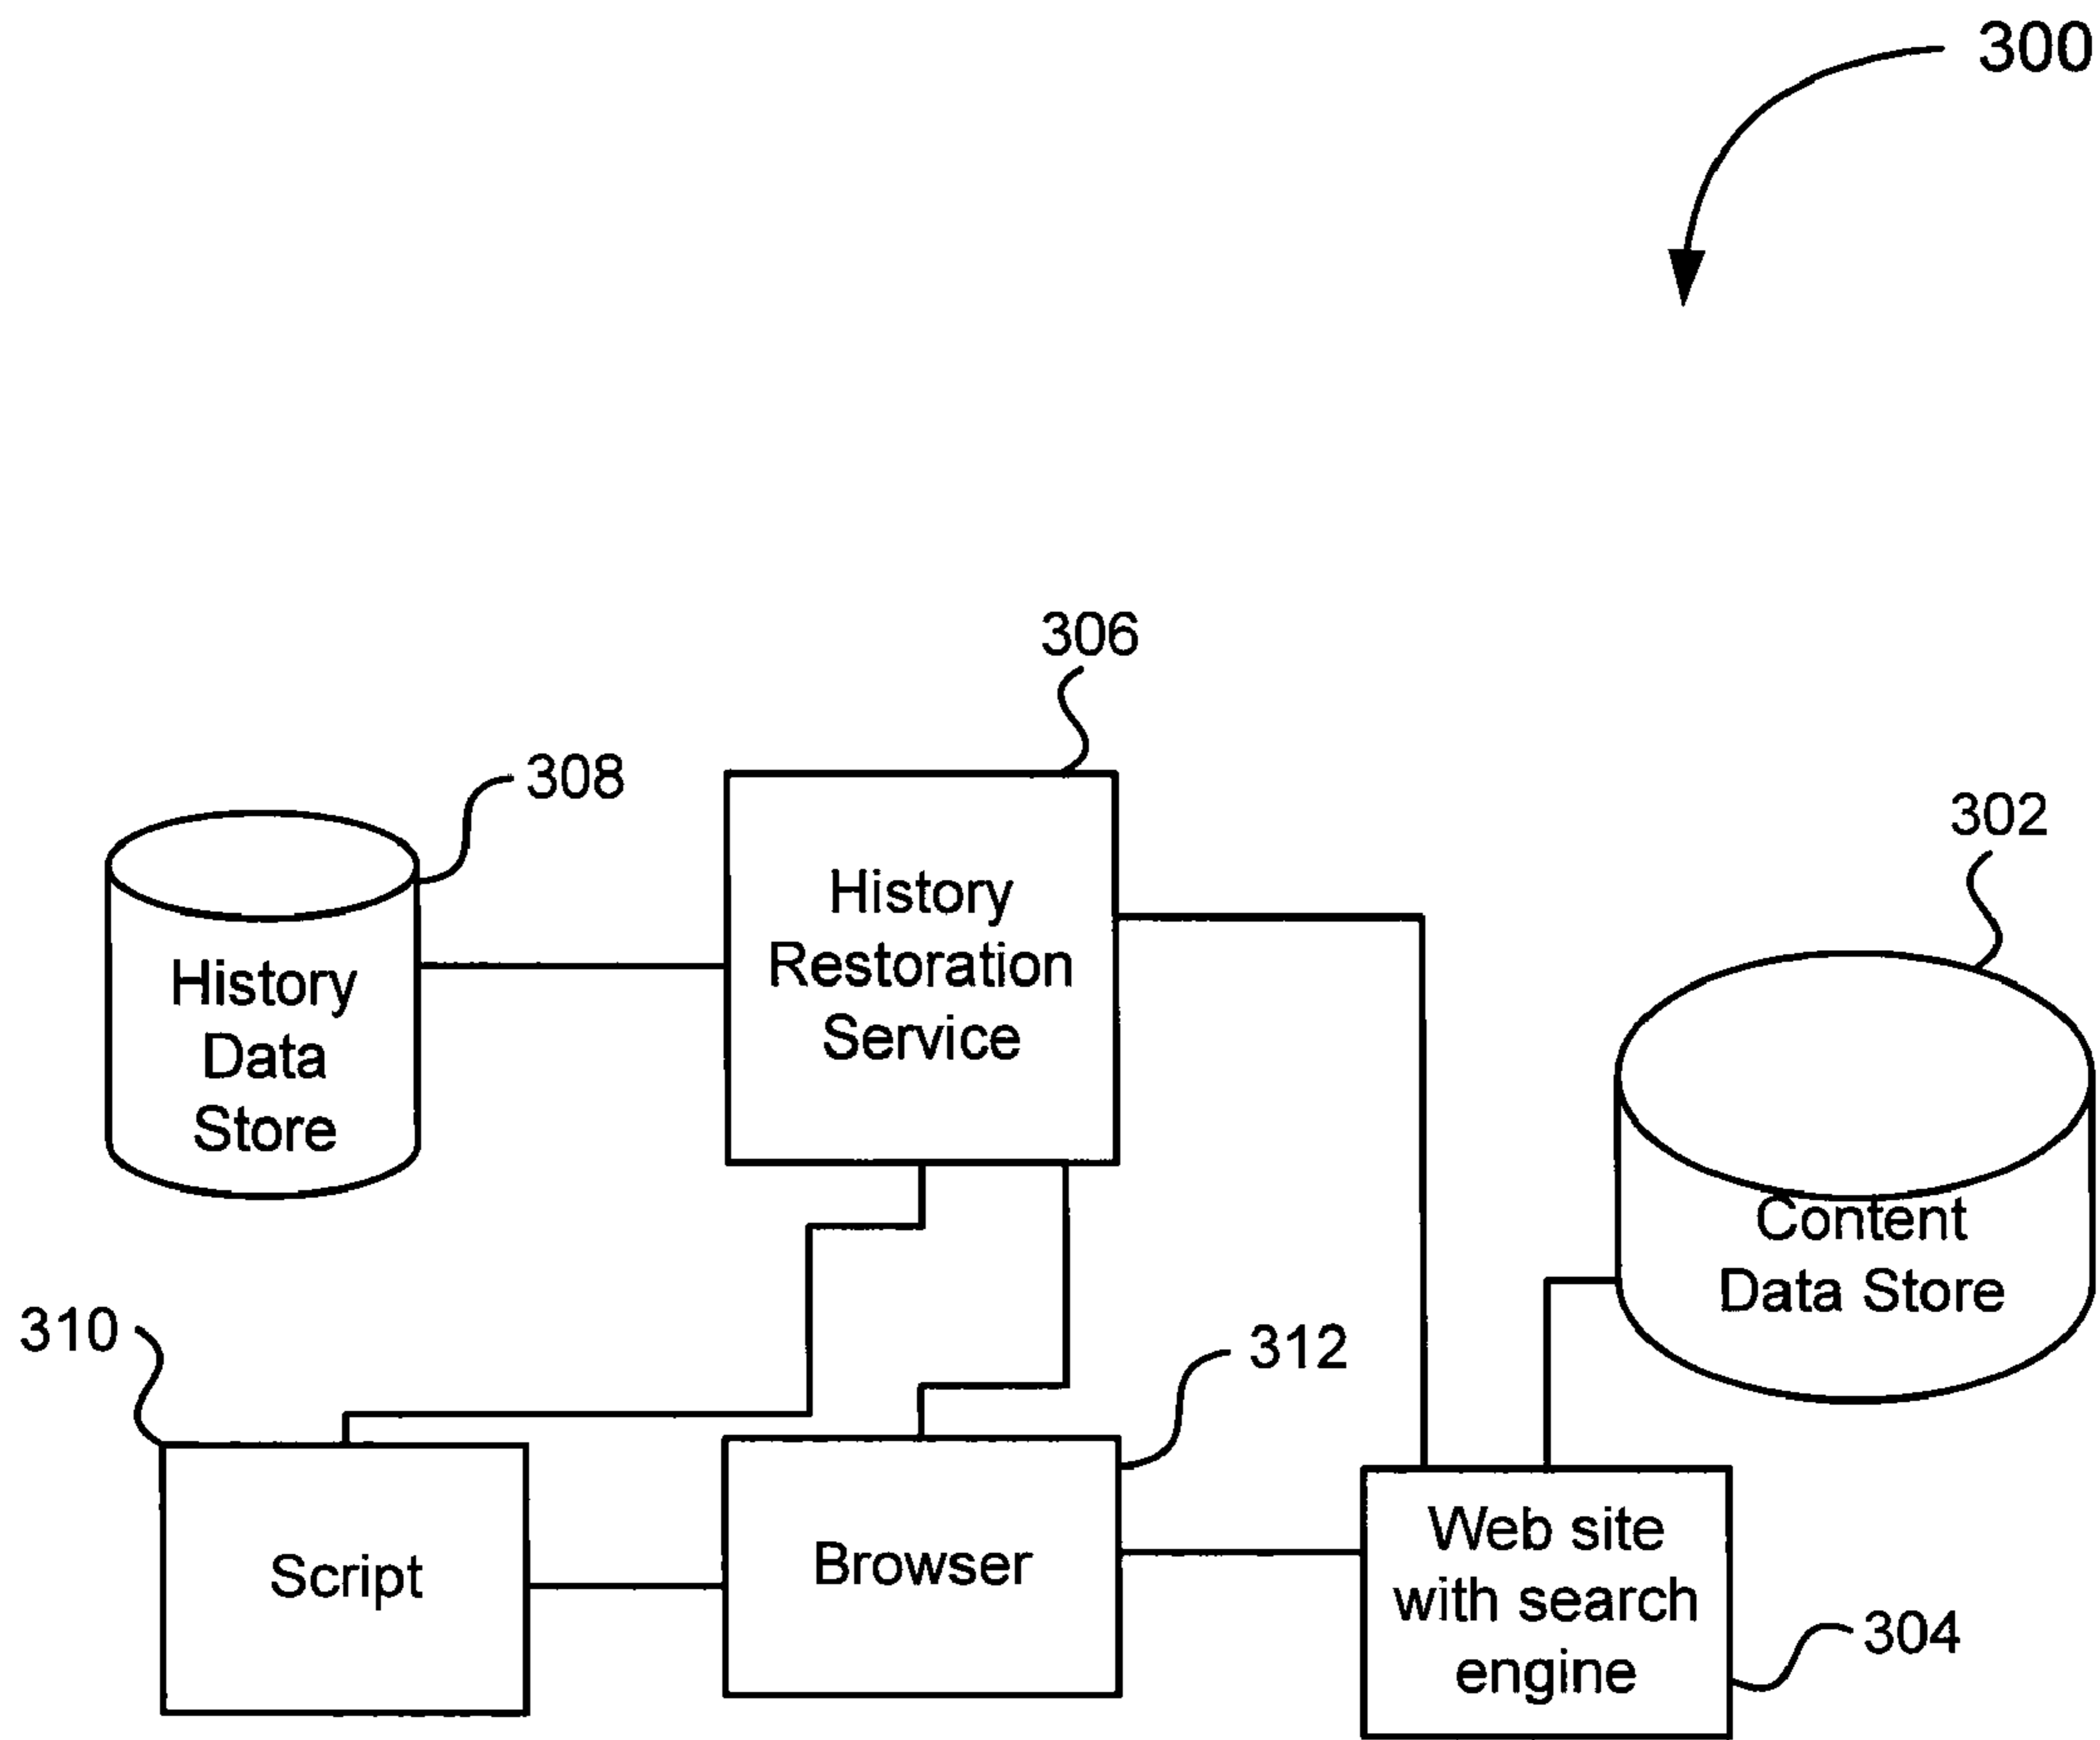 300
306
308
302
History
Restoration
Service
History
Data
Store
Content
Data Store
310
312
Script
Browser
Web site
with search
engine
304